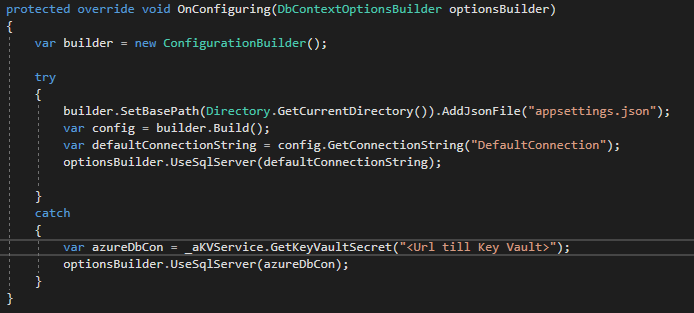 protected override void OnConfiguring(DbContextOptionsBuilder optionsBuilder)
{
    var builder = new ConfigurationBuilder();

    try
    {
        builder.SetBasePath(Directory.GetCurrentDirectory()).AddJsonFile("appsettings.json");
        var config = builder.Build();
        var defaultConnectionString = config.GetConnectionString("DefaultConnection");
        optionsBuilder.UseSqlServer(defaultConnectionString);

    }
    catch
    {
        var azureDbCon = _aKVService.GetKeyVaultSecret("<Url till Key Vault>");
        optionsBuilder.UseSqlServer(azureDbCon);
    }
}